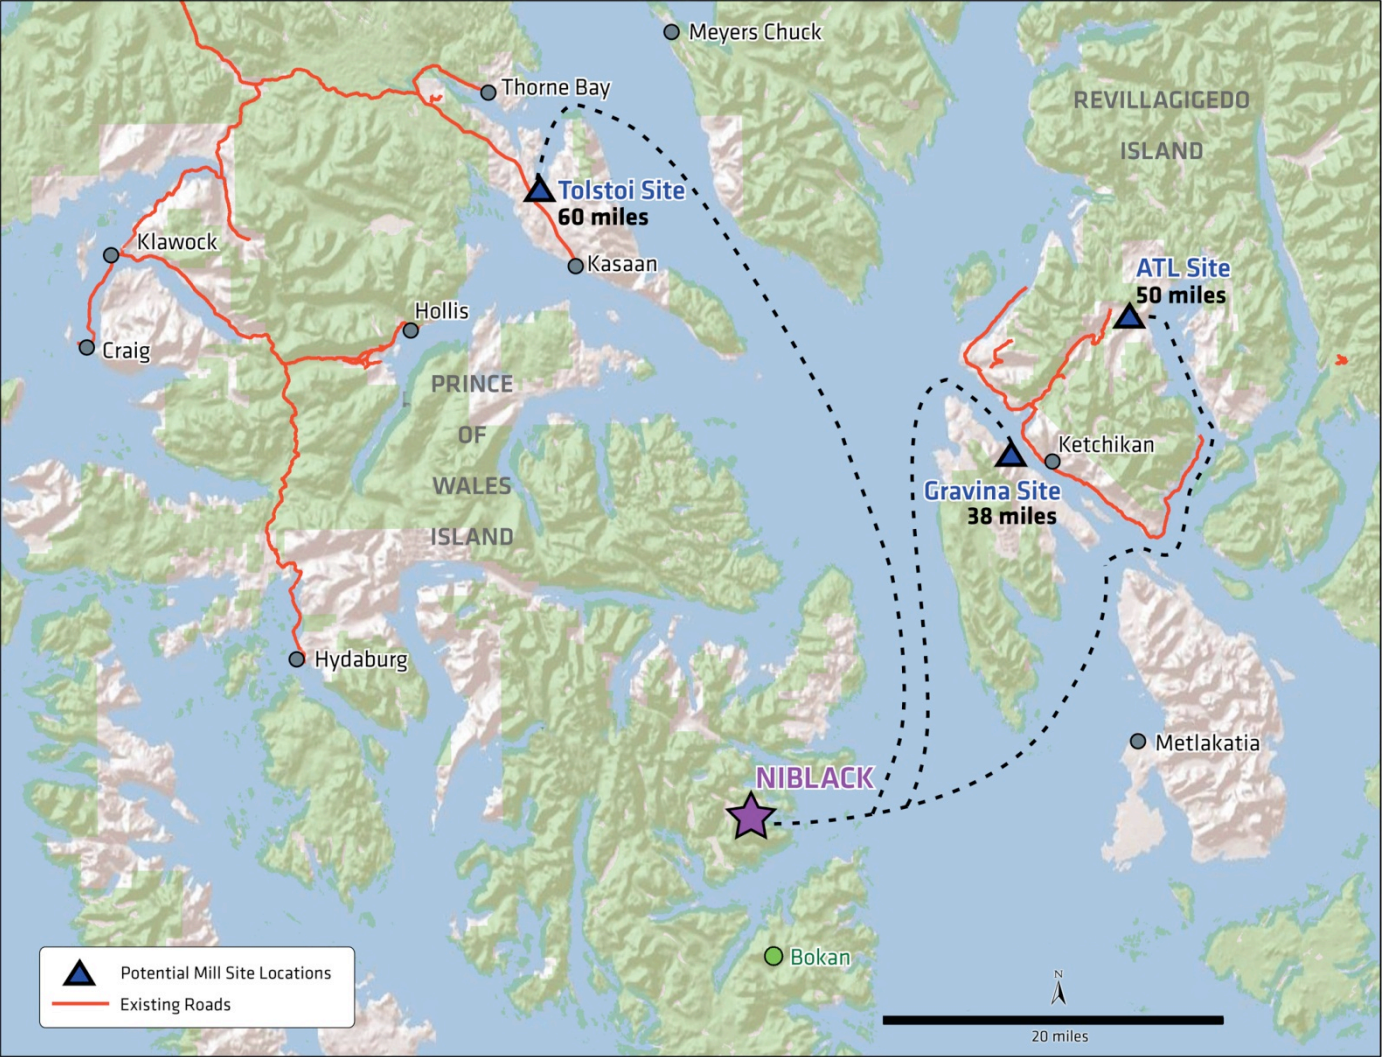 Meyers Chuck
Thorne Bay
REVILLAGIGEDO
ISLAND
Tolstoi Site
60 miles
Klawock
Kasaan
ATL Site
50 miles
Hollis
Craig
PRINCE
OF
WALES
ISLAND
Ketchikan
Gravina Site
38 miles
Hydaburg
Metlakatia
NIBLACK
Bokan
Potential Mill Site Locations
Existing Roads
N
20 miles